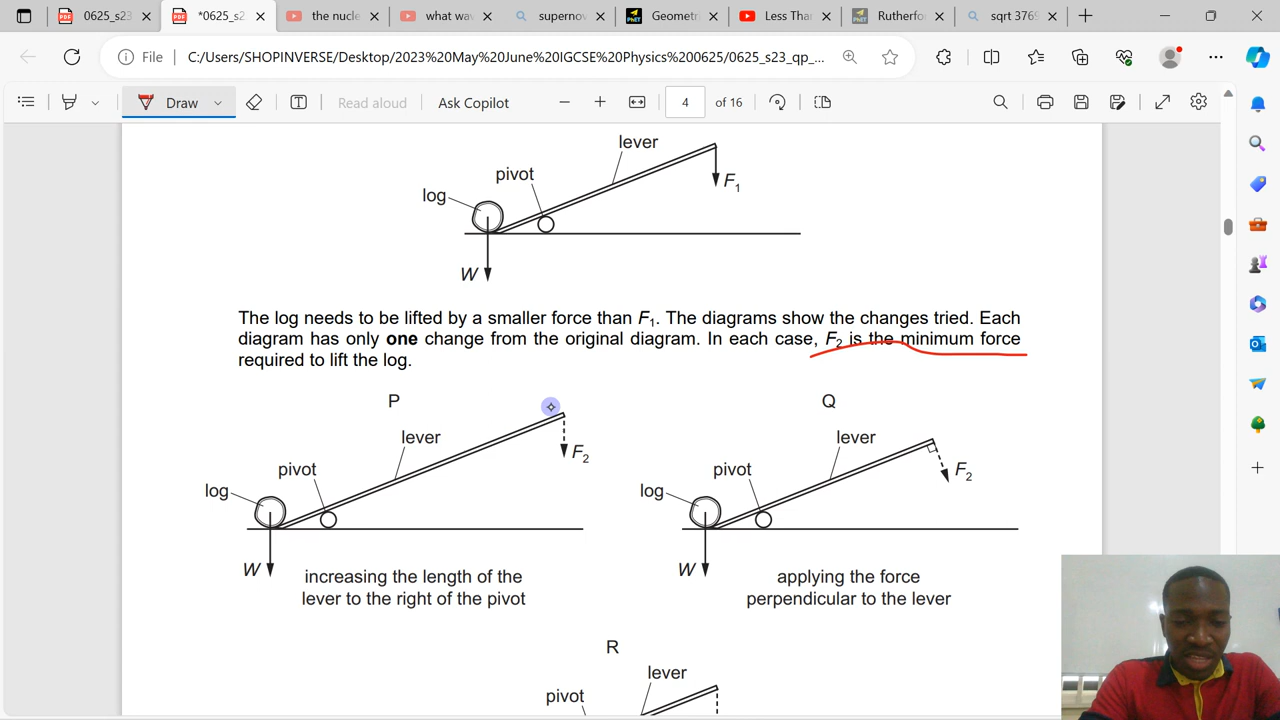 0625_s23
*0625_s2
the nucle
what wav
supernov
Geometr
Less Tha
Rutherfo
sqrt 3769
File
C:/Users/SHOPINVERSE/Desktop/2023%20May%20June%20IGCSE%20Physics%200625/0625_s23_qp_...
Draw
Read aloud
Ask Copilot
4
of 16
lever
pivot
F1
log
W
The log needs to be lifted by a smaller force than F1. The diagrams show the changes tried. Each
diagram has only one change from the original diagram. In each case, F2 is the minimum force
required to lift the log.
P
Q
lever
lever
pivot
F2
pivot
F2
log
log
W
W
increasing the length of the
lever to the right of the pivot
applying the force
perpendicular to the lever
R
lever
pivot